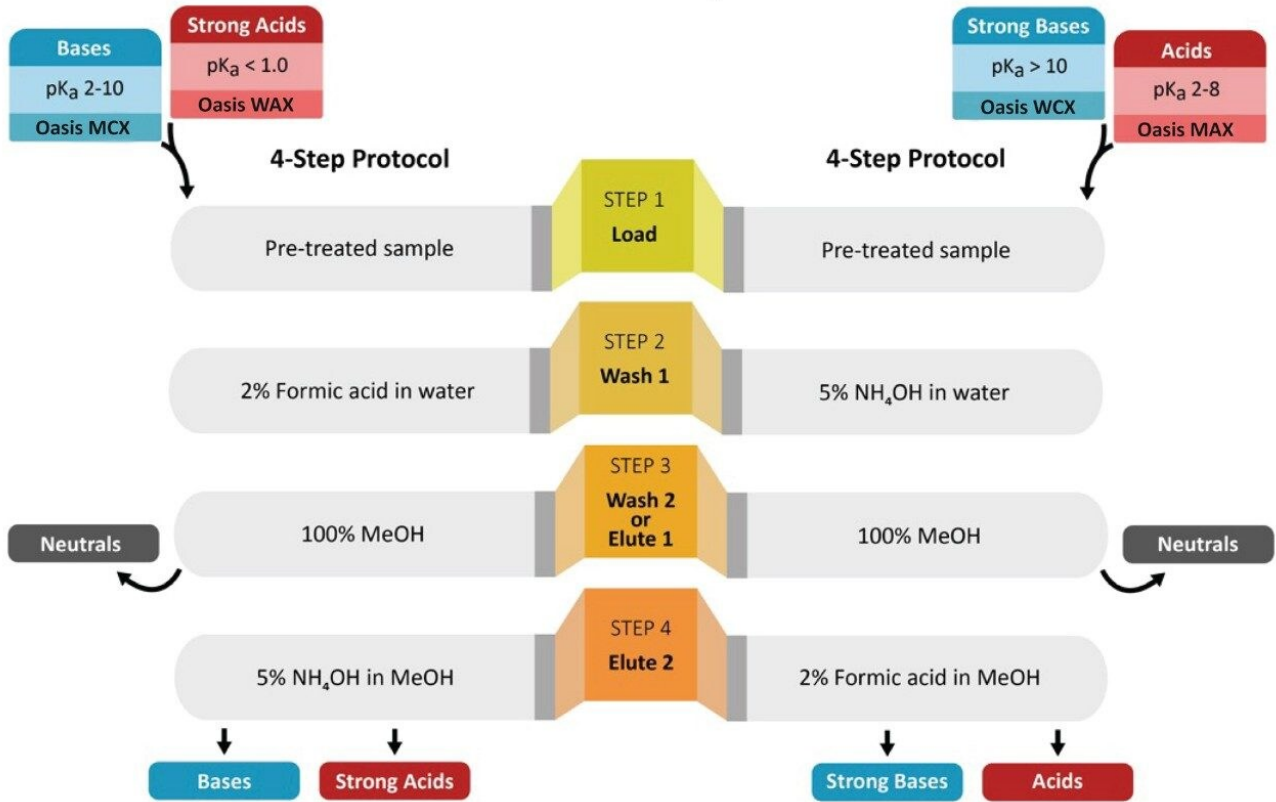 Bases
pKa 2-10
Oasis MCX
Strong Acids
pKa < 1.0
Oasis WAX
Strong Bases
pKa > 10
Oasis WCX
Acids
pKa 2-8
Oasis MAX
4-Step Protocol
4-Step Protocol
Pre-treated sample
STEP 1
Load
Pre-treated sample
2% Formic acid in water
STEP 2
Wash 1
5% NH₄OH in water
Neutrals
100% MeOH
STEP 3
Wash 2
or
Elute 1
100% MeOH
Neutrals
5% NH₄OH in MeOH
STEP 4
Elute 2
2% Formic acid in MeOH
Bases
Strong Acids
Strong Bases
Acids